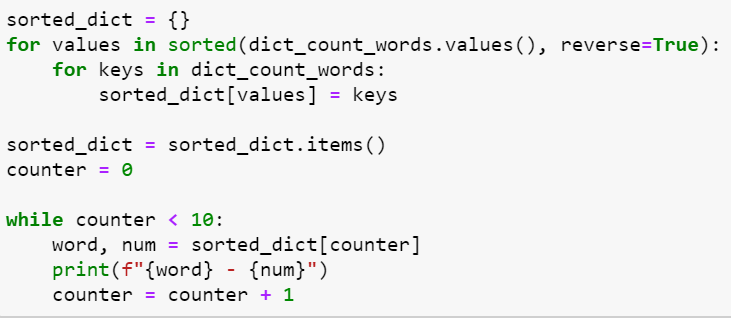 sorted_dict = {}
for values in sorted(dict_count_words.values(), reverse=True):
    for keys in dict_count_words:
        sorted_dict[values] = keys

sorted_dict = sorted_dict.items()
counter = 0

while counter < 10:
    word, num = sorted_dict[counter]
    print(f"{word} - {num}")
    counter = counter + 1